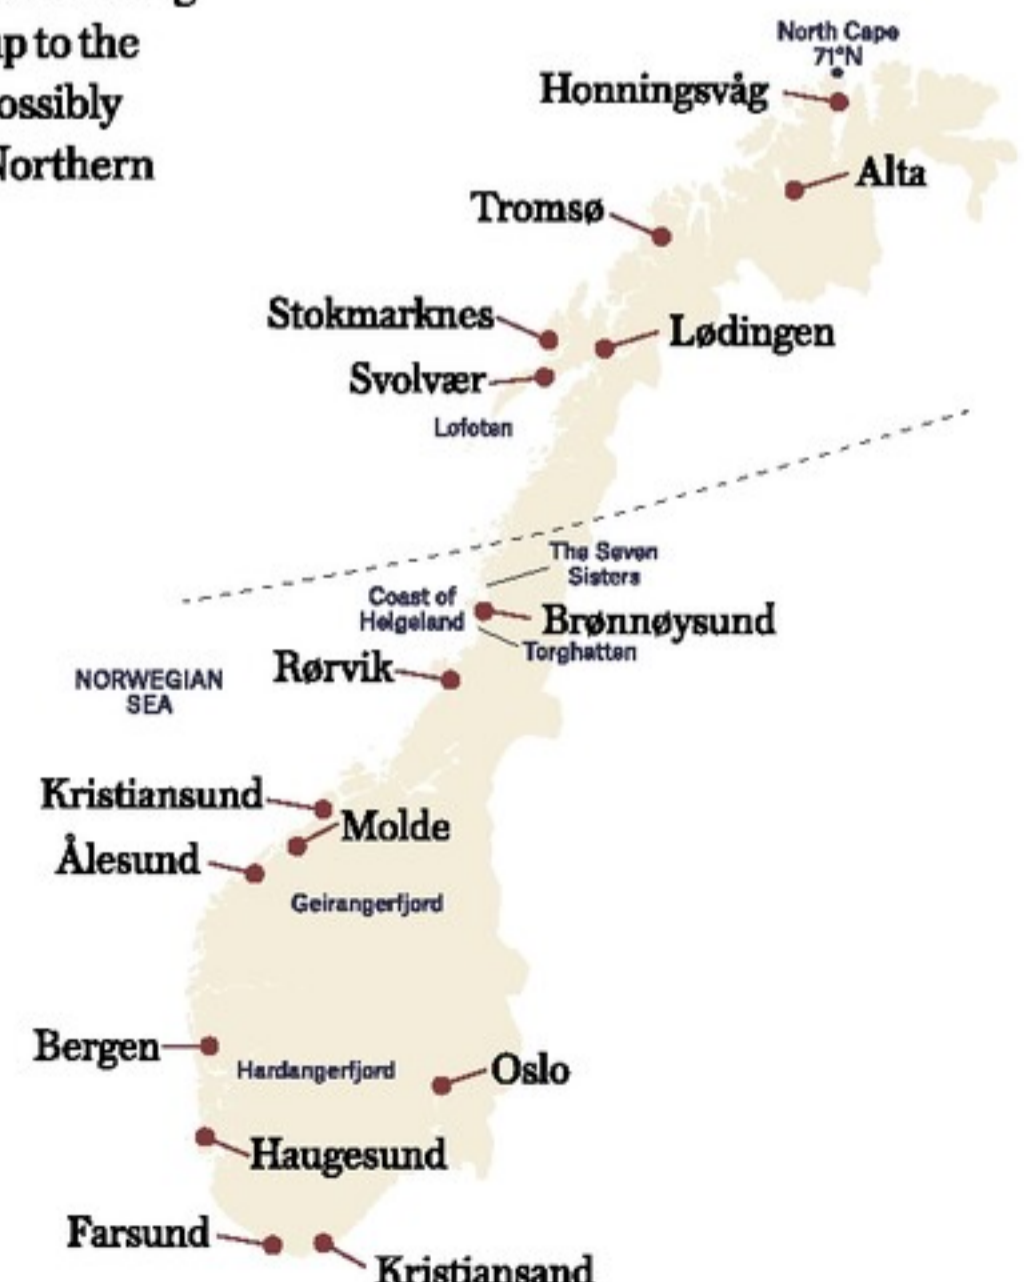 up to the
ossibly
Northern
North Cape
71°N
Honningsvåg
Alta
Tromsø
Stokmarknes
Lødingen
Svolvær
Lofoten
The Seven
Sisters
Coast of
Helgeland
Brønnøysund
Torghatten
Rørvik
NORWEGIAN
SEA
Kristiansund
Molde
Ålesund
Geirangerfjord
Bergen
Hardangerfjord
Oslo
Haugesund
Farsund
Kristiansand